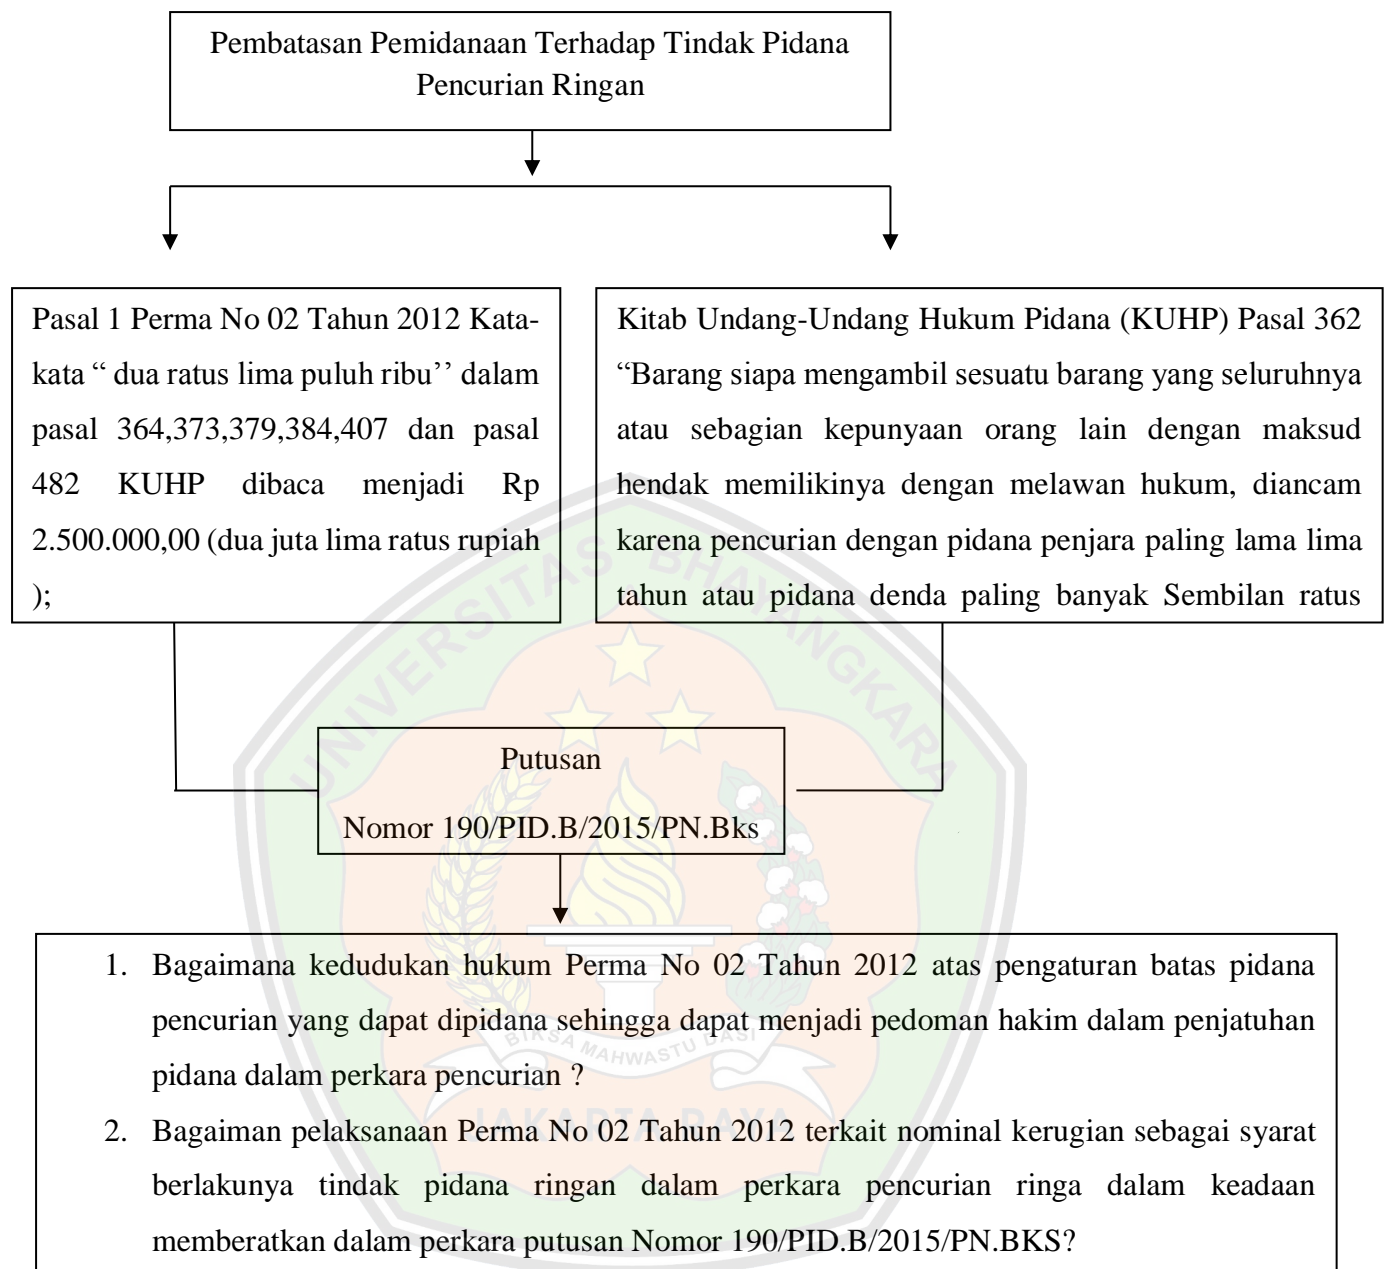 Pembatasan Pemidanaan Terhadap Tindak Pidana
Pencurian Ringan
Pasal 1 Perma No 02 Tahun 2012 Kata-
kata “ dua ratus lima puluh ribu’’ dalam
pasal 364,373,379,384,407 dan pasal
482 KUHP dibaca menjadi Rp
2.500.000,00 (dua juta lima ratus rupiah
);
Kitab Undang-Undang Hukum Pidana (KUHP) Pasal 362
“Barang siapa mengambil sesuatu barang yang seluruhnya
atau sebagian kepunyaan orang lain dengan maksud
hendak memilikinya dengan melawan hukum, diancam
karena pencurian dengan pidana penjara paling lama lima
tahun atau pidana denda paling banyak Sembilan ratus
Putusan
Nomor 190/PID.B/2015/PN.Bks
1. Bagaimana kedudukan hukum Perma No 02 Tahun 2012 atas pengaturan batas pidana
pencurian yang dapat dipidana sehingga dapat menjadi pedoman hakim dalam penjatuhan
pidana dalam perkara pencurian ?
2. Bagaiman pelaksanaan Perma No 02 Tahun 2012 terkait nominal kerugian sebagai syarat
berlakunya tindak pidana ringan dalam perkara pencurian ringa dalam keadaan
memberatkan dalam perkara putusan Nomor 190/PID.B/2015/PN.BKS?
UNIVERSITAS BHAYANGKARA
BIKSA MAHWASTU DASI
JAKARTA RAYA